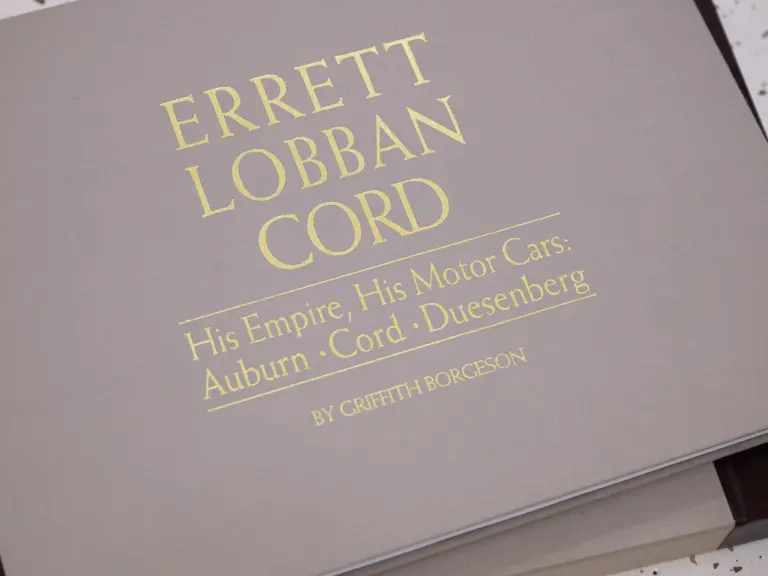 ERRETT
LOBBAN
CORD
His Empire, His Motor Cars:
Auburn · Cord · Duesenberg
BY GRIFFITH BORGESON